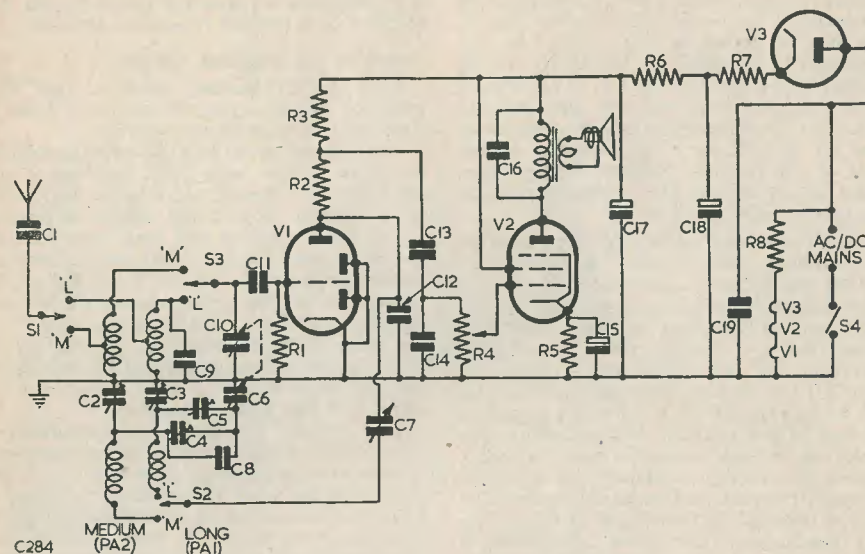 V3
R6
R7
R3
C16
R2
C1
V1
V2
C17
C18
'M'
S3
C11
C13
R8
AC/DC
MAINS
'L'
'L'
S1
'M'
C10
C12
C15
C19
V3
V2
V1
S4
C9
R1
C14
R4
R5
C2
C3
C6
C5
C4
C7
C8
'L'
S2
'M'
MEDIUM
(PA2)
LONG
(PA1)
C284